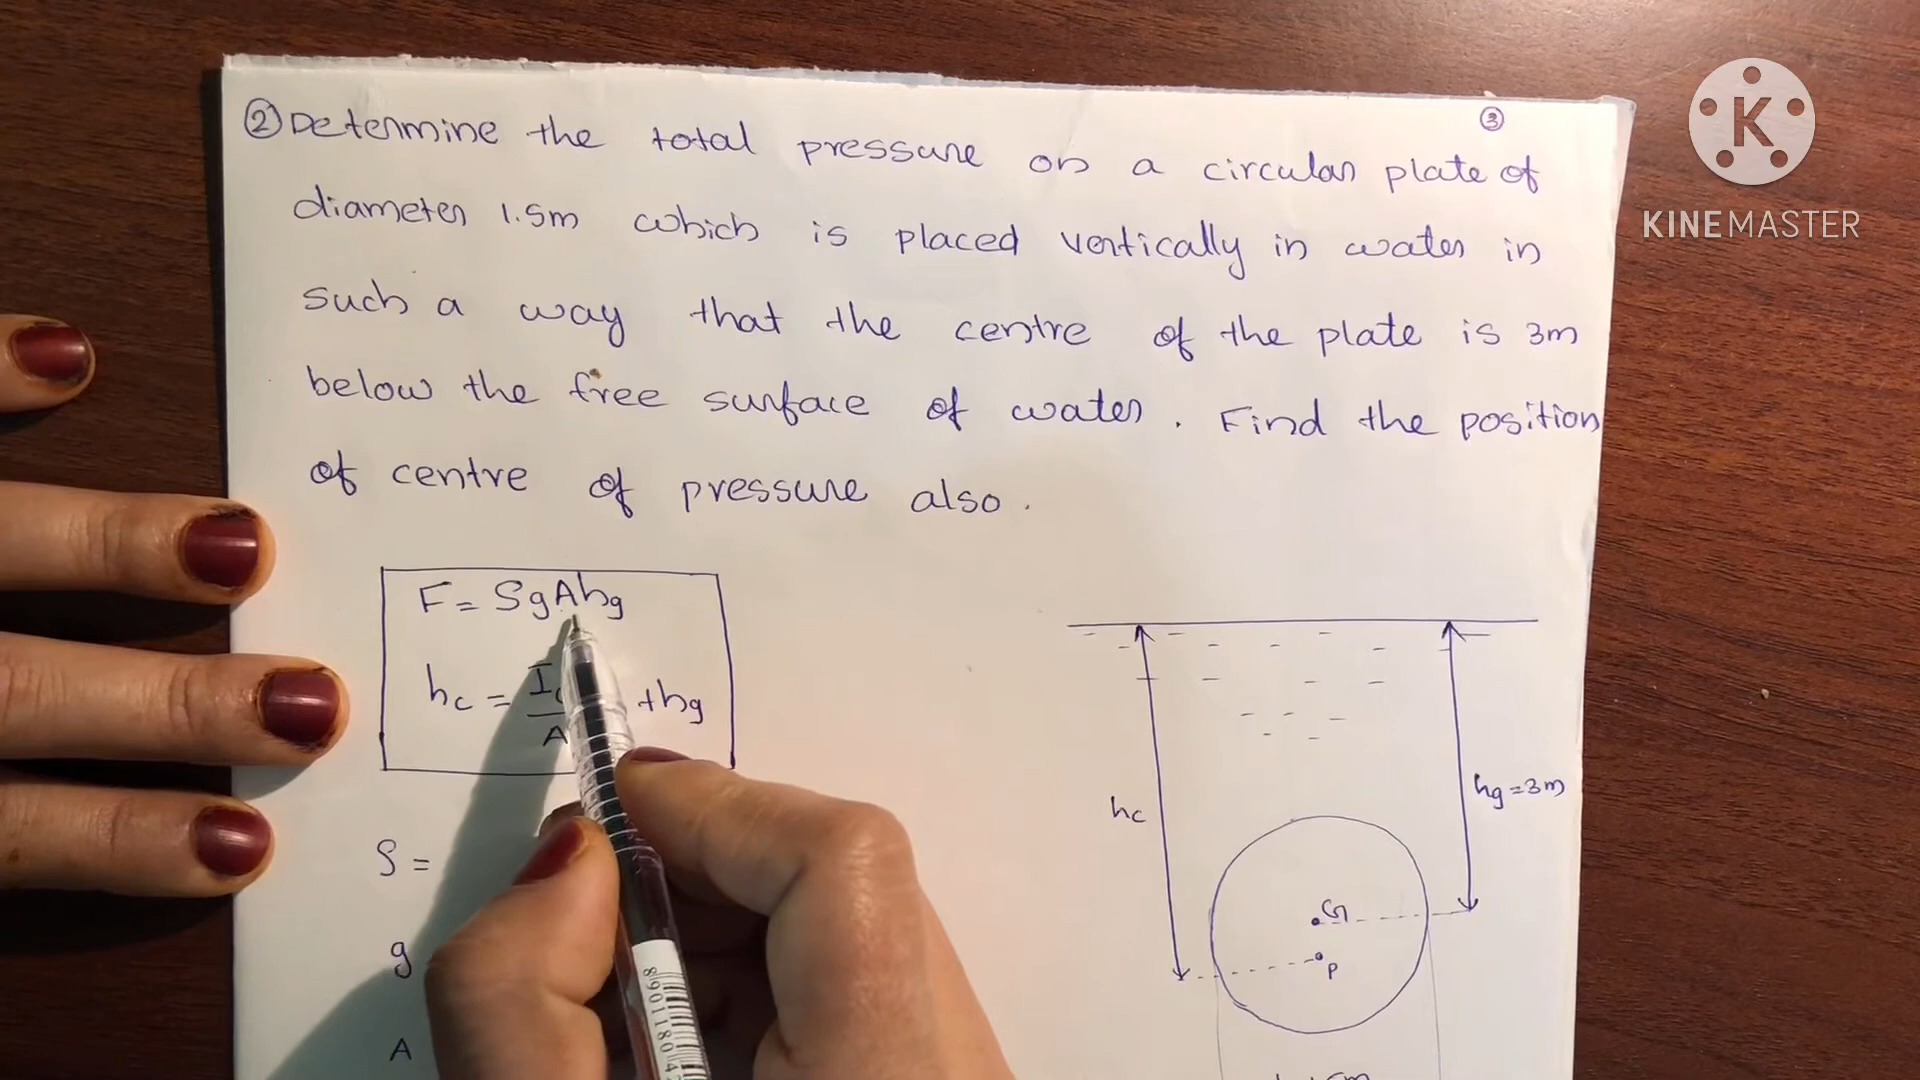 ③
② Determine the total pressure on a circular plate of
diameter 1.5m which is placed vertically in water in
such a way that the centre of the plate is 3m
below the free surface of water. Find the position
of centre of pressure also.
F = ρgAhg
hc = I
A
+hg
ρ =
g
A
hc
hg = 3m
G
P
K
KINEMASTER